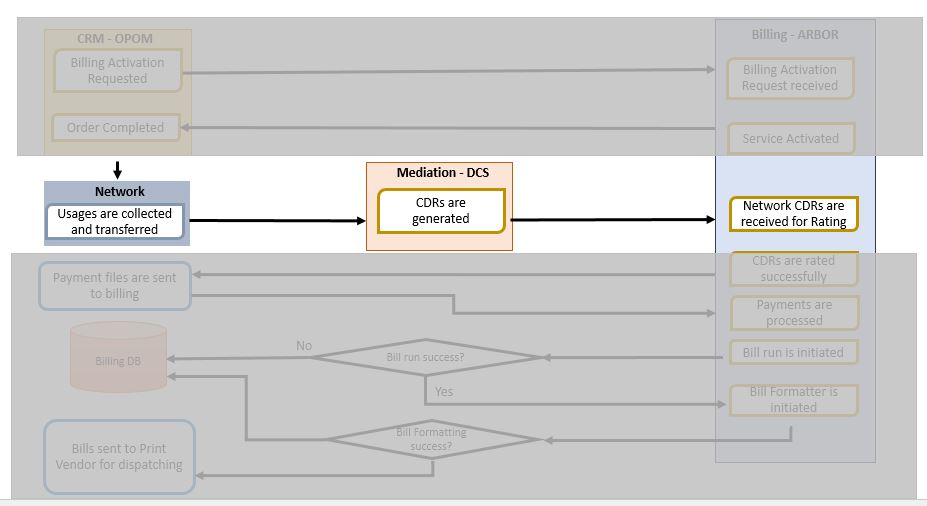 CRM - OPOM
Billing - ARBOR
Billing Activation
Requested
Billing Activation
Request received
Order Completed
Service Activated
Network
Usages are collected
and transferred
Mediation - DCS
CDRs are
generated
Network CDRs are
received for Rating
CDRs are rated
successfully
Payment files are sent
to billing
Payments are
processed
No
Bill run success?
Billing DB
Bill run is initiated
Yes
Bill Formatter is
initiated
Bill Formatting
success?
Bills sent to Print
Vendor for dispatching